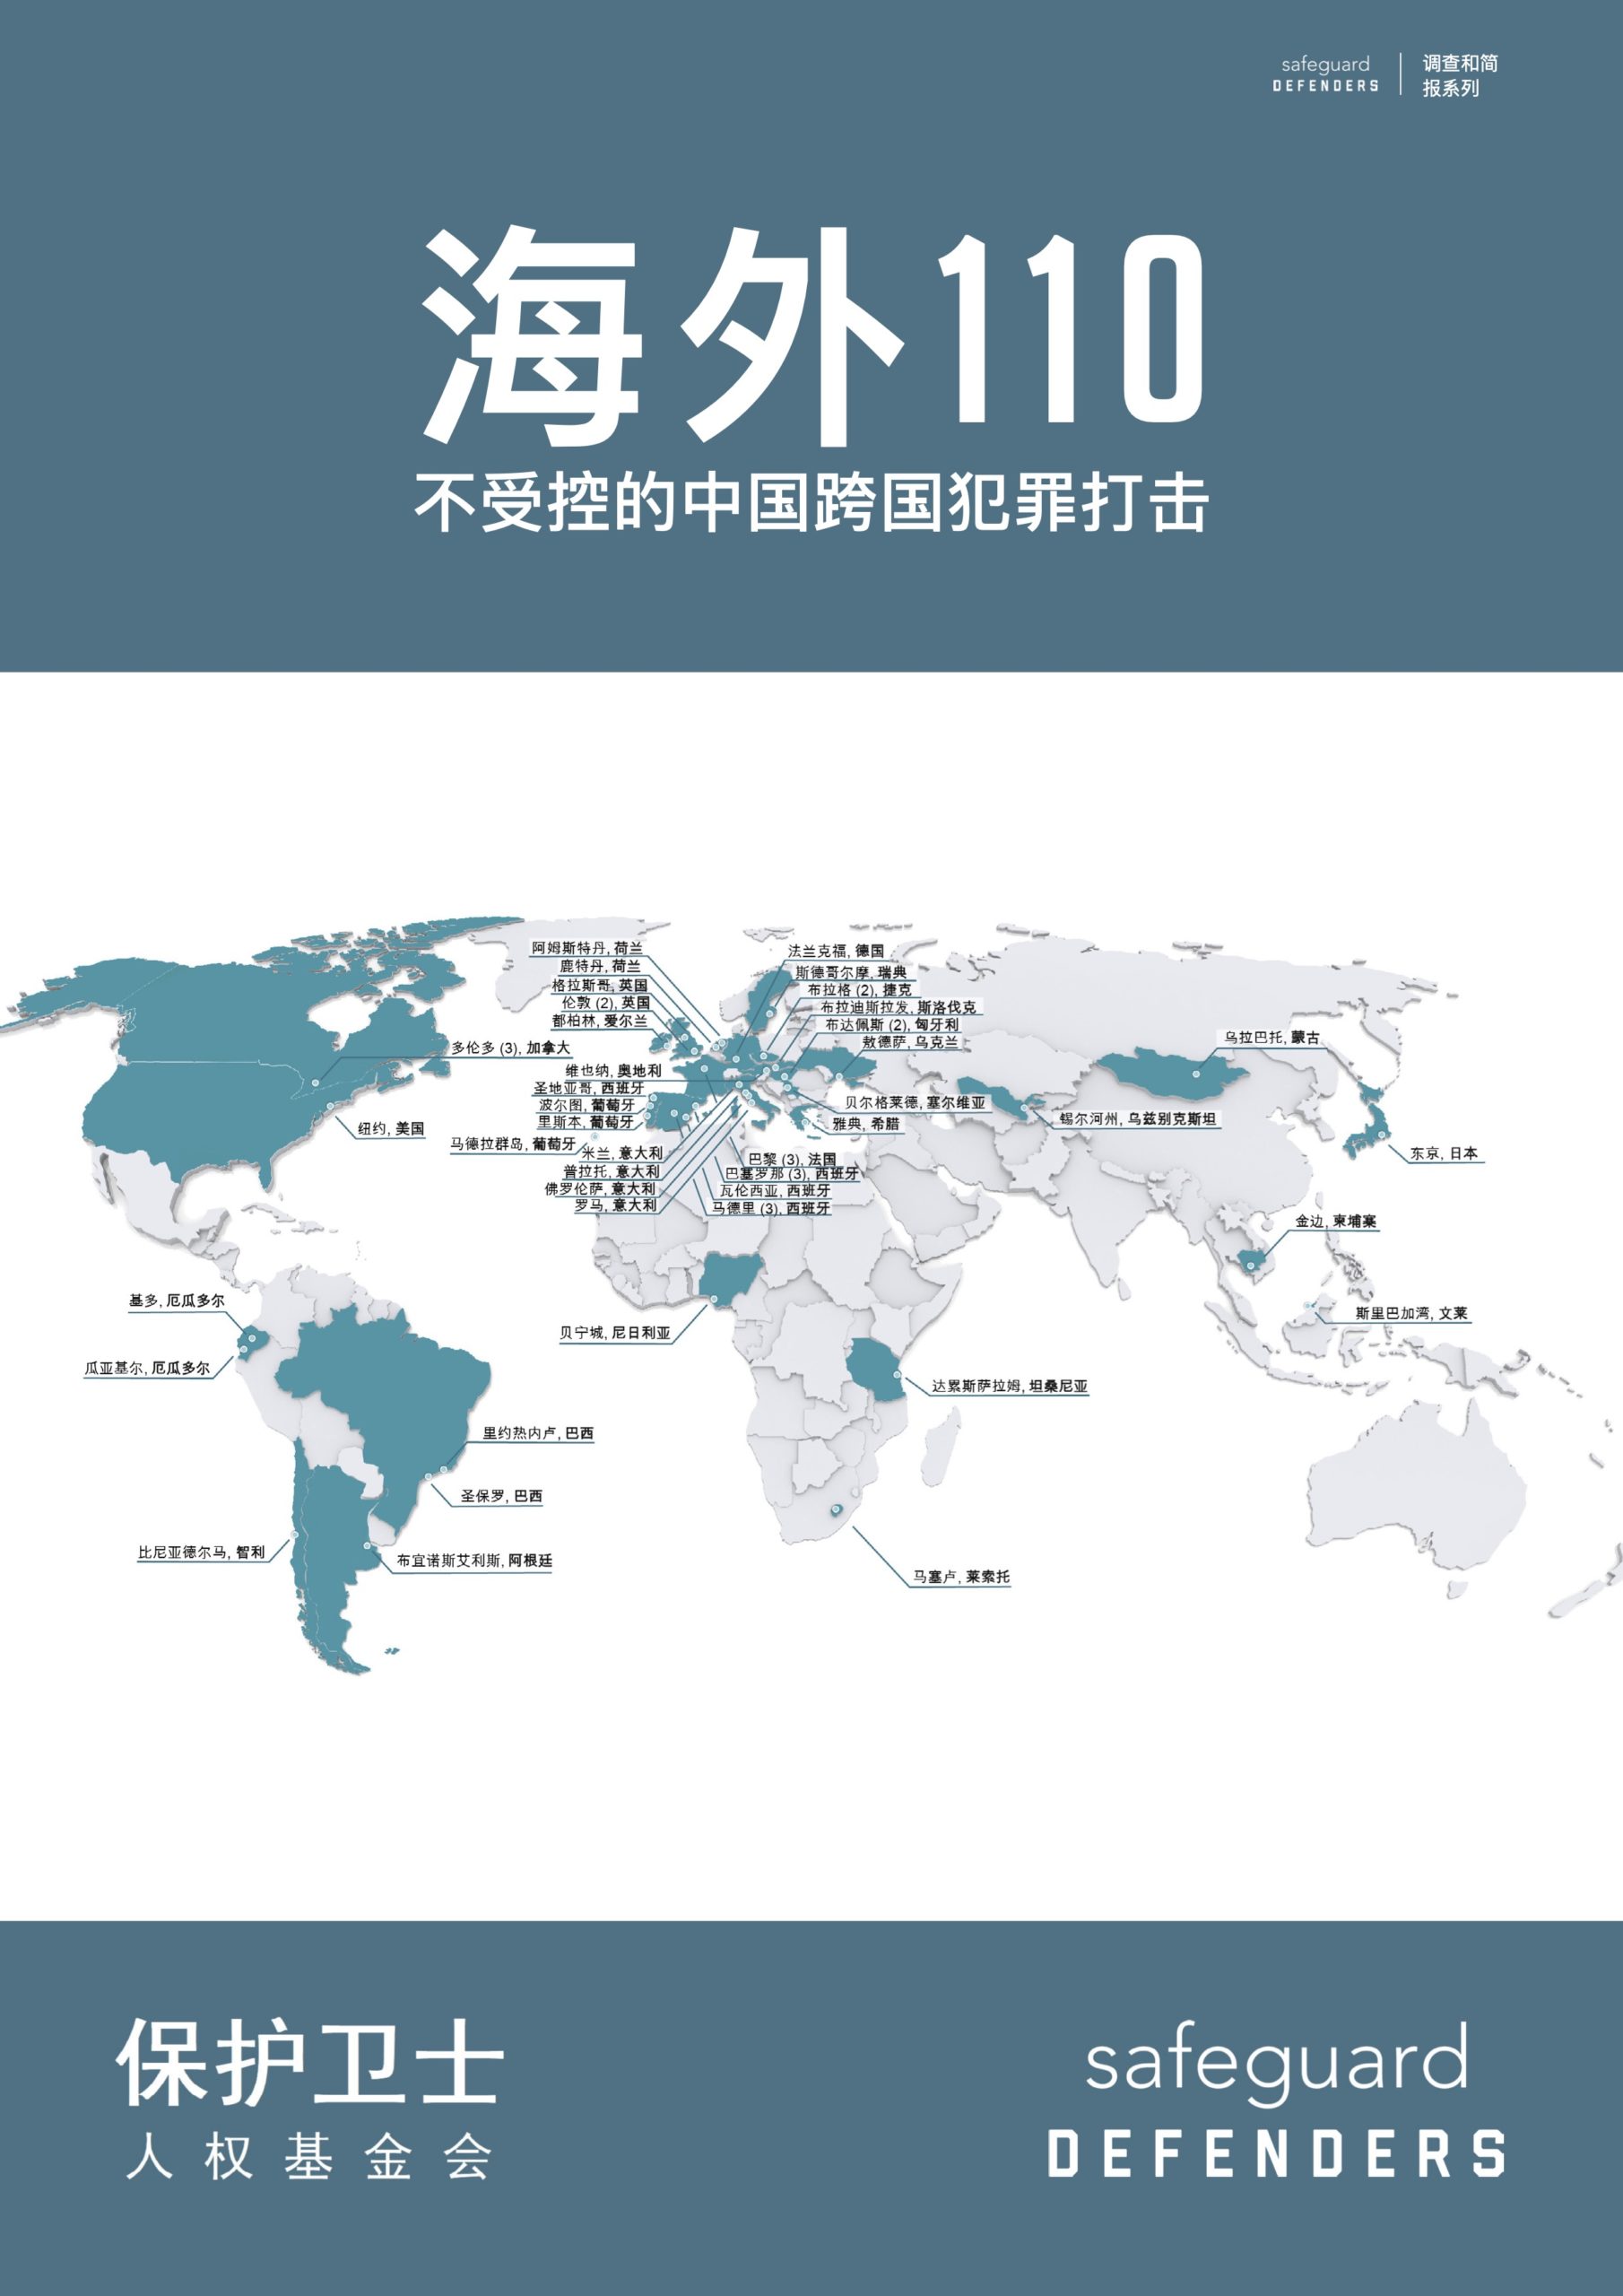 safeguard
DEFENDERS
调查和简
报系列
海外110
不受控的中国跨国犯罪打击
阿姆斯特丹, 荷兰
鹿特丹, 荷兰
格拉斯哥, 英国
伦敦 (2), 英国
都柏林, 爱尔兰
多伦多 (3), 加拿大
维也纳, 奥地利
圣地亚哥, 西班牙
波尔图, 葡萄牙
里斯本, 葡萄牙
纽约, 美国
马德拉群岛, 葡萄牙
米兰, 意大利
普拉托, 意大利
佛罗伦萨, 意大利
罗马, 意大利
法兰克福, 德国
斯德哥尔摩, 瑞典
布拉格 (2), 捷克
布拉迪斯拉发, 斯洛伐克
布达佩斯 (2), 匈牙利
敖德萨, 乌克兰
贝尔格莱德, 塞尔维亚
雅典, 希腊
巴黎 (3), 法国
巴塞罗那 (3), 西班牙
瓦伦西亚, 西班牙
马德里 (3), 西班牙
乌拉巴托, 蒙古
锡尔河州, 乌兹别克斯坦
东京, 日本
金边, 柬埔寨
斯里巴加湾, 文莱
基多, 厄瓜多尔
瓜亚基尔, 厄瓜多尔
贝宁城, 尼日利亚
达累斯萨拉姆, 坦桑尼亚
里约热内卢, 巴西
圣保罗, 巴西
比尼亚德尔马, 智利
布宜诺斯艾利斯, 阿根廷
马塞卢, 莱索托
保护卫士
人权基金会
safeguard
DEFENDERS